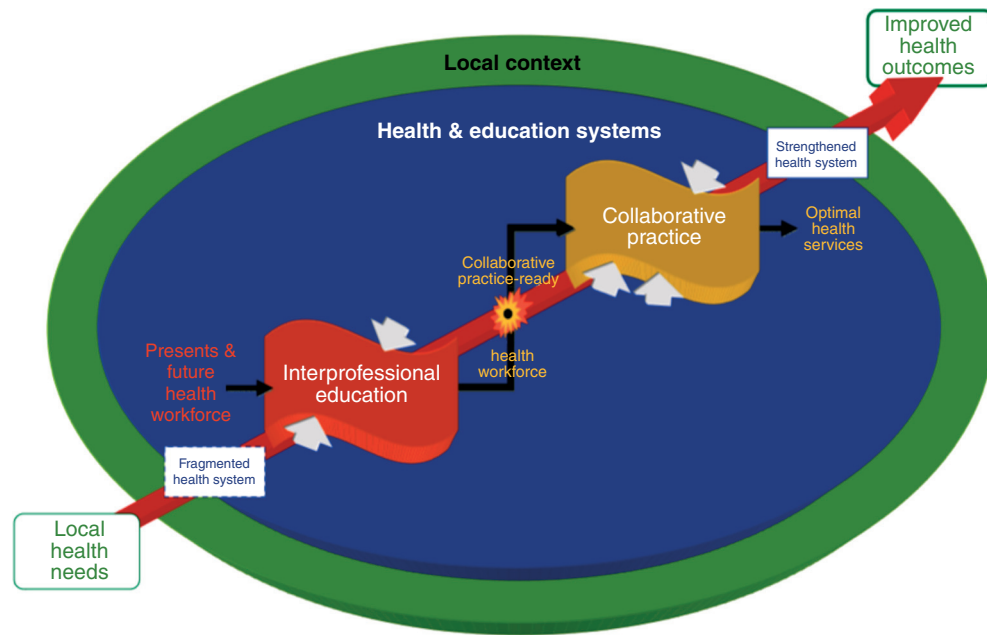 Improved
health
outcomes
Local context
Health & education systems
Strengthened
health system
Collaborative
practice
Optimal
health
services
Collaborative
practice-ready
health
workforce
Presents &
future
health
workforce
Interprofessional
education
Fragmented
health system
Local
health
needs